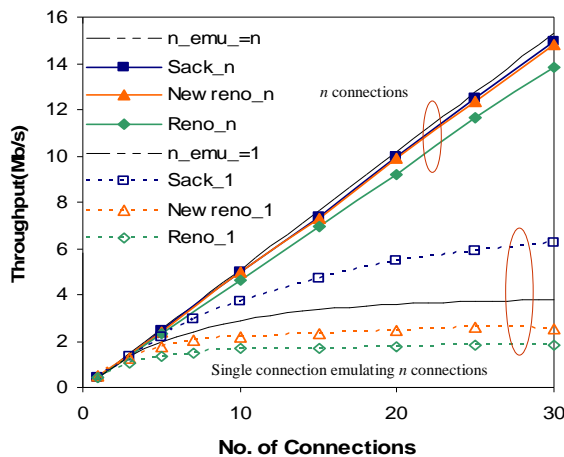 16
14
12
10
8
6
4
2
0
Throughput(Mb/s)
n_emu_=n
Sack_n
New reno_n
Reno_n
n_emu_=1
Sack_1
New reno_1
Reno_1
n connections
Single connection emulating n connections
0 10 20 30
No. of Connections